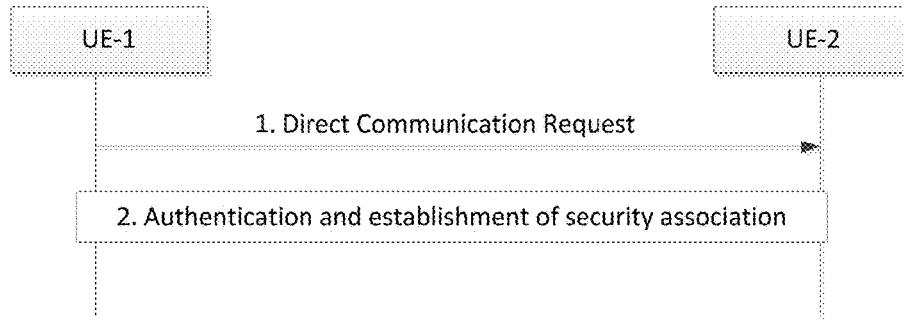 UE-1
UE-2
1. Direct Communication Request
2. Authentication and establishment of security association